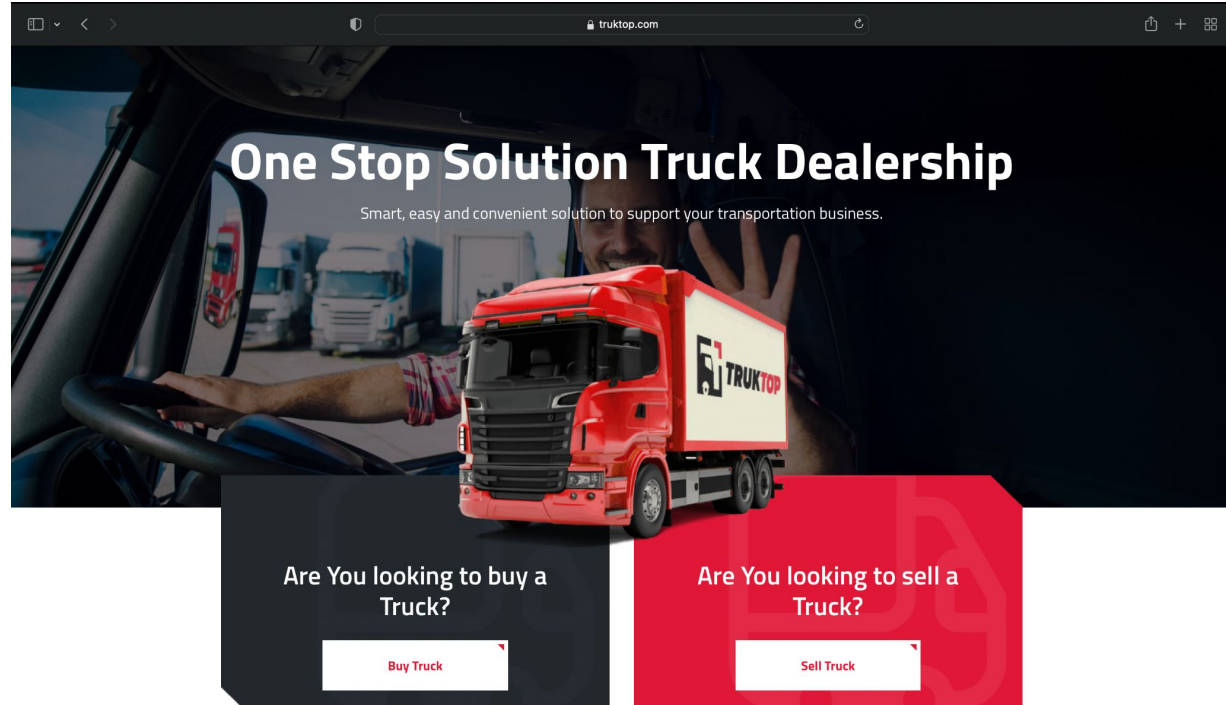 truktop.com
One Stop Solution Truck Dealership
Smart, easy and convenient solution to support your transportation business.
TRUKTOP
Are You looking to buy a
Truck?
Buy Truck
Are You looking to sell a
Truck?
Sell Truck